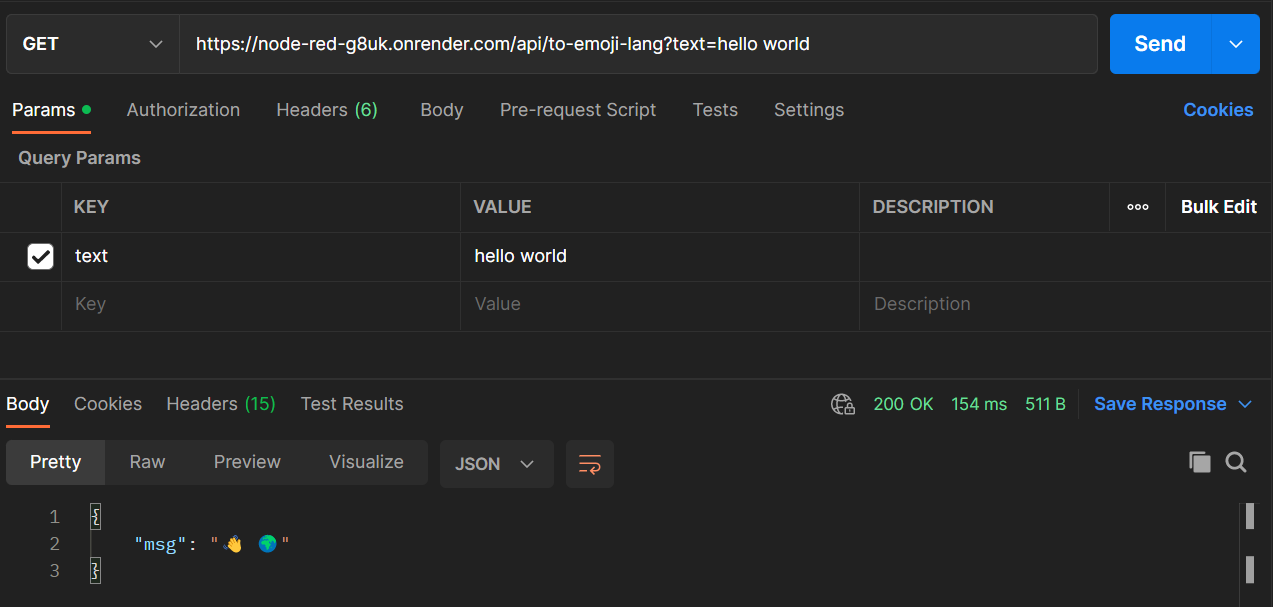 GET https://node-red-g8uk.onrender.com/api/to-emoji-lang?text=hello world Send
Params Authorization Headers (6) Body Pre-request Script Tests Settings Cookies
Query Params
KEY VALUE DESCRIPTION ooo Bulk Edit
text hello world
Key Value Description
Body Cookies Headers (15) Test Results 200 OK 154 ms 511 B Save Response
Pretty Raw Preview Visualize JSON
1 {
2 "msg": "👋 🌍"
3 }